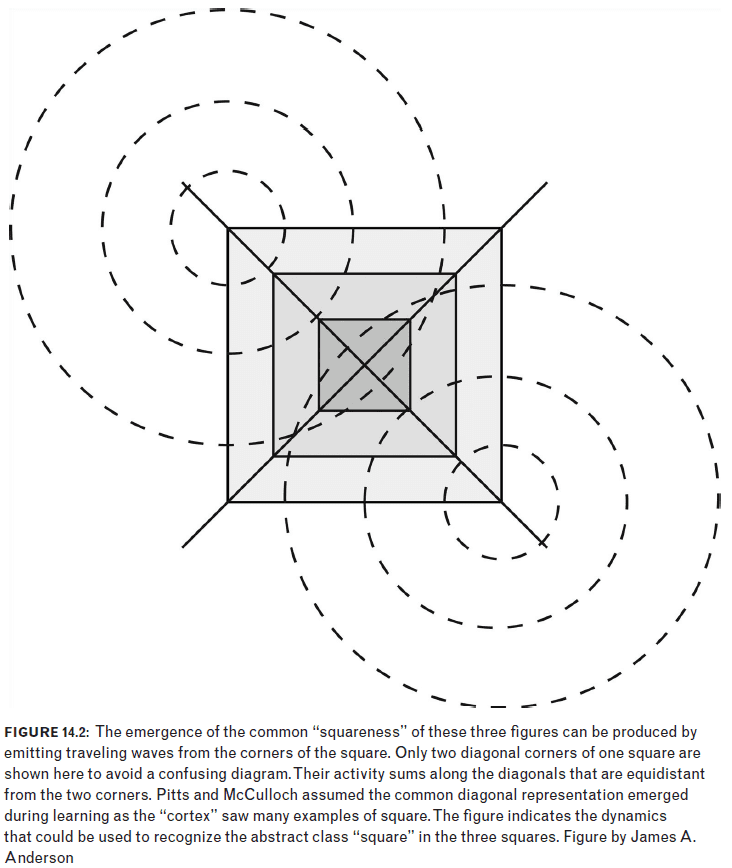 FIGURE 14.2: The emergence of the common “squareness” of these three figures can be produced by
emitting traveling waves from the corners of the square. Only two diagonal corners of one square are
shown here to avoid a confusing diagram. Their activity sums along the diagonals that are equidistant
from the two corners. Pitts and McCulloch assumed the common diagonal representation emerged
during learning as the “cortex” saw many examples of square. The figure indicates the dynamics
that could be used to recognize the abstract class “square” in the three squares. Figure by James A.
Anderson